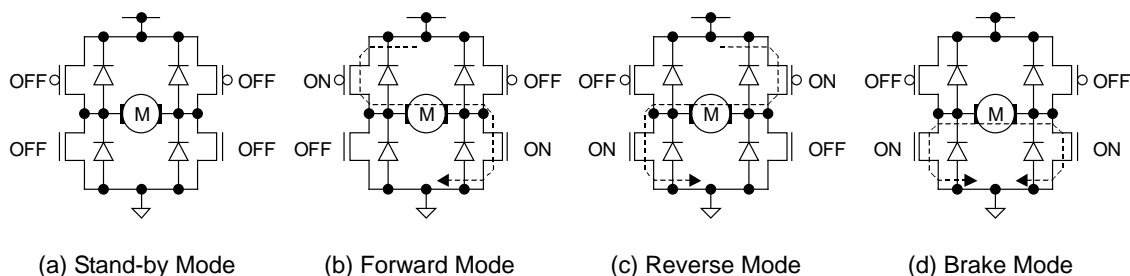 OFF OFF ON OFF OFF ON OFF OFF
M M M M
OFF OFF OFF ON ON OFF ON ON
(a) Stand-by Mode (b) Forward Mode (c) Reverse Mode (d) Brake Mode